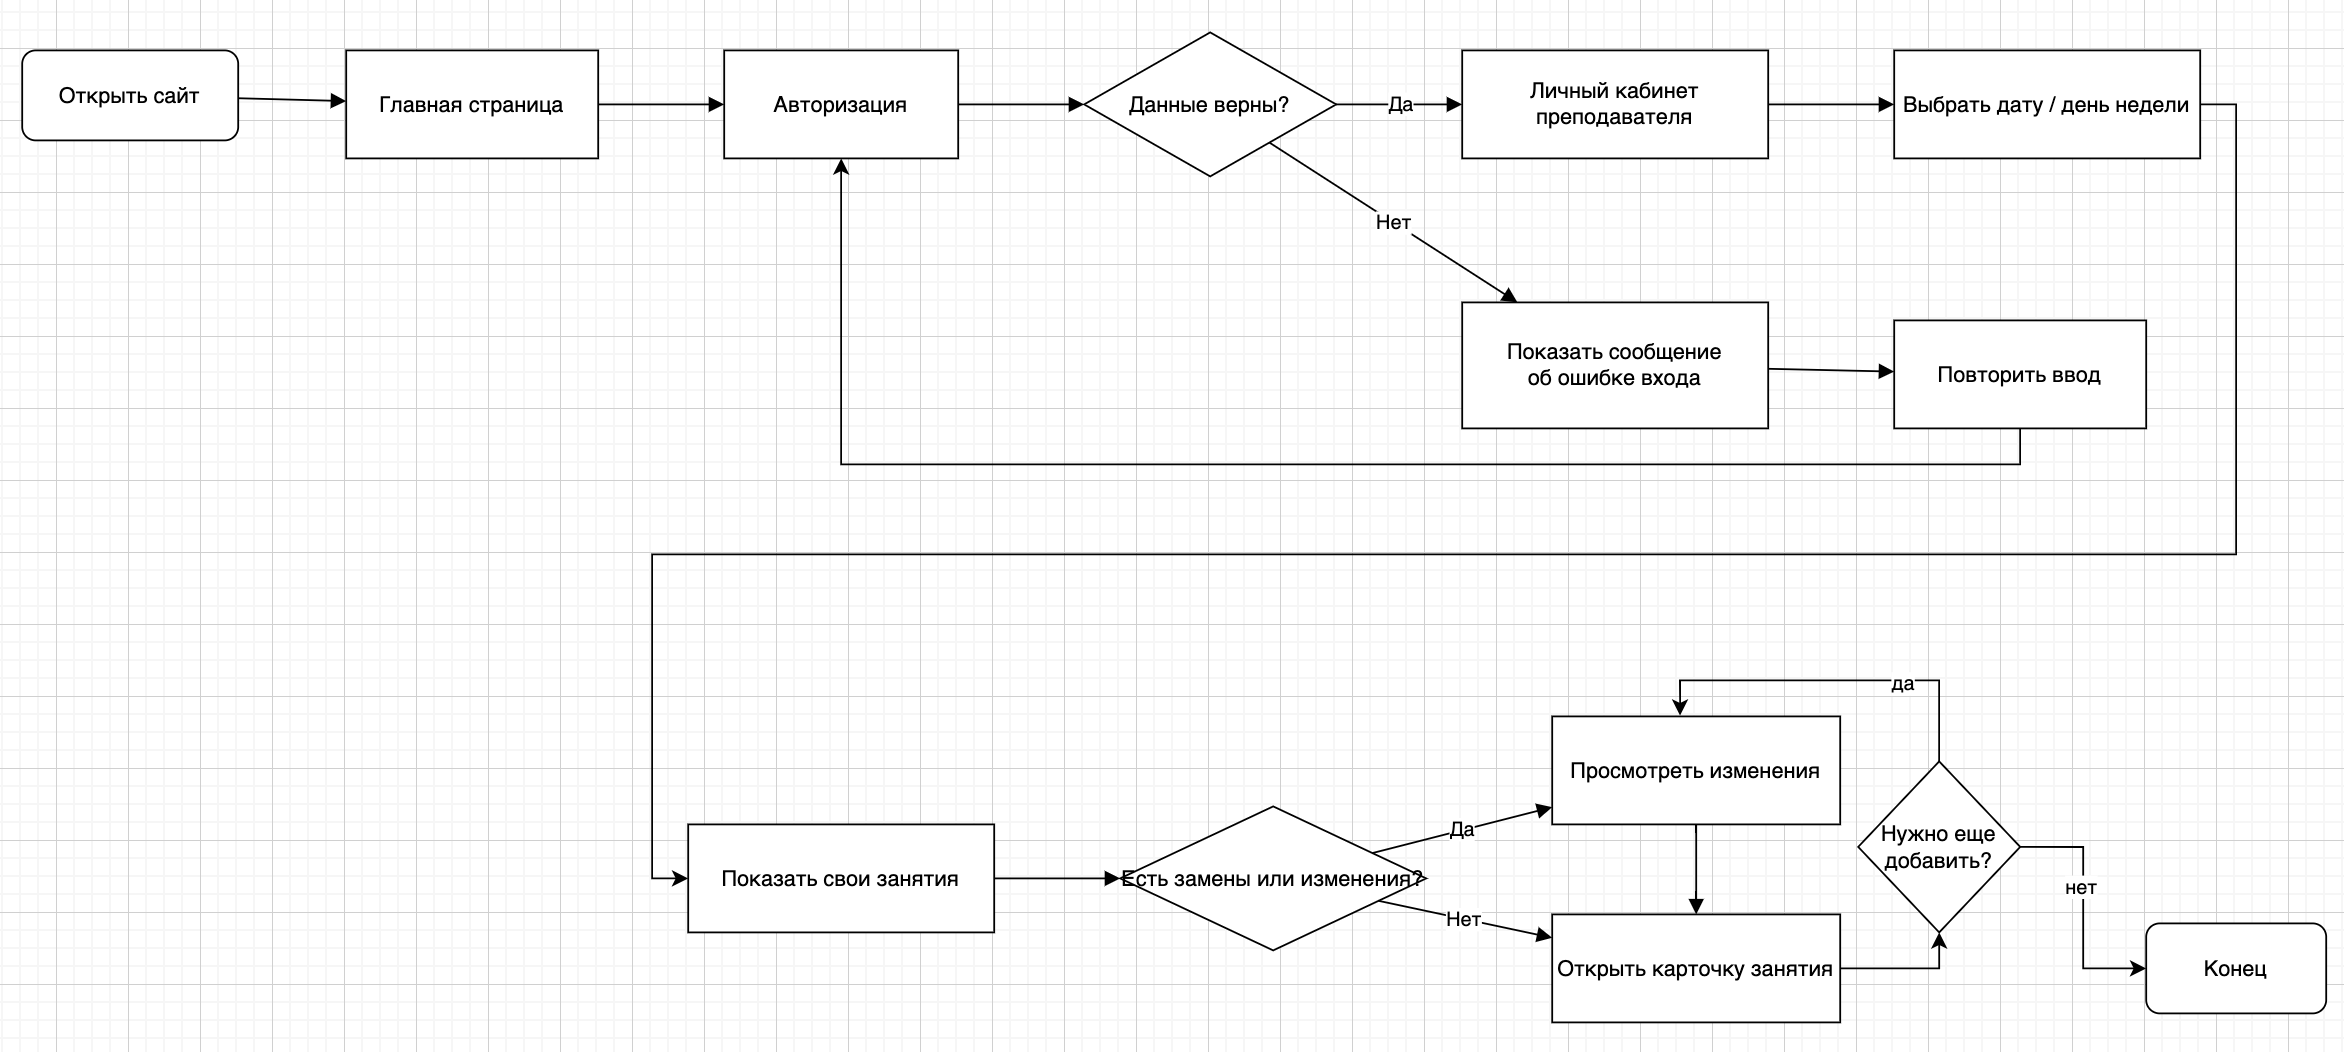 Открыть сайт
Главная страница
Авторизация
Данные верны?
Да
Личный кабинет
преподавателя
Выбрать дату / день недели
Нет
Показать сообщение
об ошибке входа
Повторить ввод
да
Просмотреть изменения
Да
Нужно еще
добавить?
Показать свои занятия
Есть замены или изменения?
нет
Нет
Открыть карточку занятия
Конец